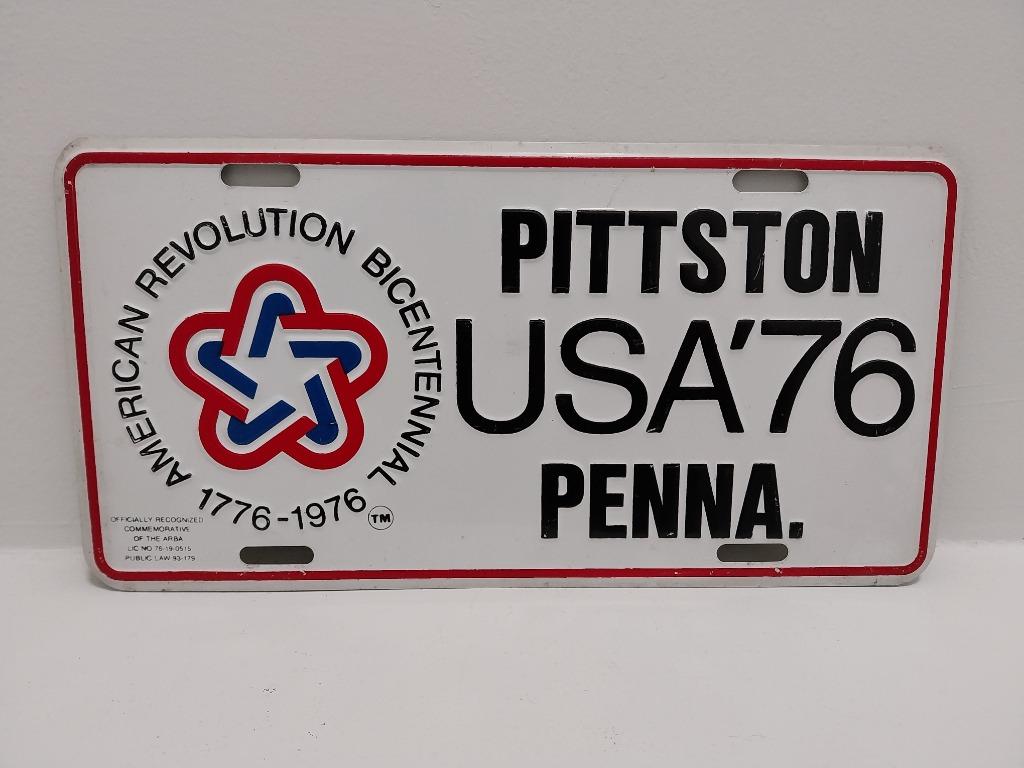 AMERICAN REVOLUTION BICENTENNIAL
1776-1976 TM
OFFICIALLY RECOGNIZED
COMMEMORATIVE
OF THE ARBA
LIC NO 76-19-0515
PUBLIC LAW 93-179
PITTSTON
USA'76
PENNA.